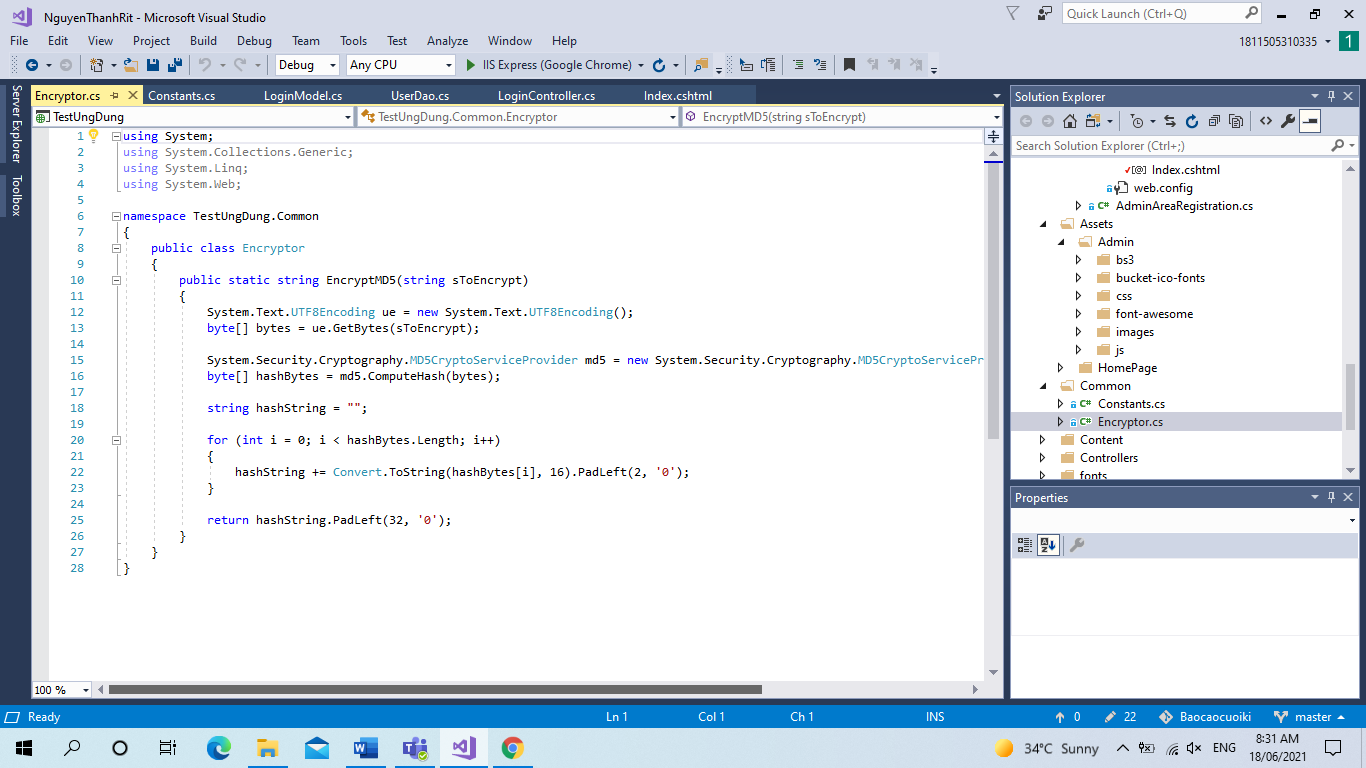 NguyenThanhRit - Microsoft Visual Studio
Quick Launch (Ctrl+Q)
File Edit View Project Build Debug Team Tools Test Analyze Window Help
1811505310335 1
Debug Any CPU IIS Express (Google Chrome)
Server Explorer
Toolbox
Encryptor.cs Constants.cs LoginModel.cs UserDao.cs LoginController.cs Index.cshtml
TestUngDung TestUngDung.Common.Encryptor EncryptMD5(string sToEncrypt)
1 using System;
2 using System.Collections.Generic;
3 using System.Linq;
4 using System.Web;
5
6 namespace TestUngDung.Common
7 {
8 public class Encryptor
9 {
10 public static string EncryptMD5(string sToEncrypt)
11 {
12 System.Text.UTF8Encoding ue = new System.Text.UTF8Encoding();
13 byte[] bytes = ue.GetBytes(sToEncrypt);
14
15 System.Security.Cryptography.MD5CryptoServiceProvider md5 = new System.Security.Cryptography.MD5CryptoServicePr
16 byte[] hashBytes = md5.ComputeHash(bytes);
17
18 string hashString = "";
19
20 for (int i = 0; i < hashBytes.Length; i++)
21 {
22 hashString += Convert.ToString(hashBytes[i], 16).PadLeft(2, '0');
23 }
24
25 return hashString.PadLeft(32, '0');
26 }
27 }
28 }
100 %
Solution Explorer
Search Solution Explorer (Ctrl+;)
Index.cshtml
web.config
C# AdminAreaRegistration.cs
Assets
Admin
bs3
bucket-ico-fonts
css
font-awesome
images
js
HomePage
Common
C# Constants.cs
C# Encryptor.cs
Content
Controllers
fonts
Properties
Ready Ln 1 Col 1 Ch 1 INS 0 22 Baocaocuoiki master
34°C Sunny ENG 8:31 AM
18/06/2021